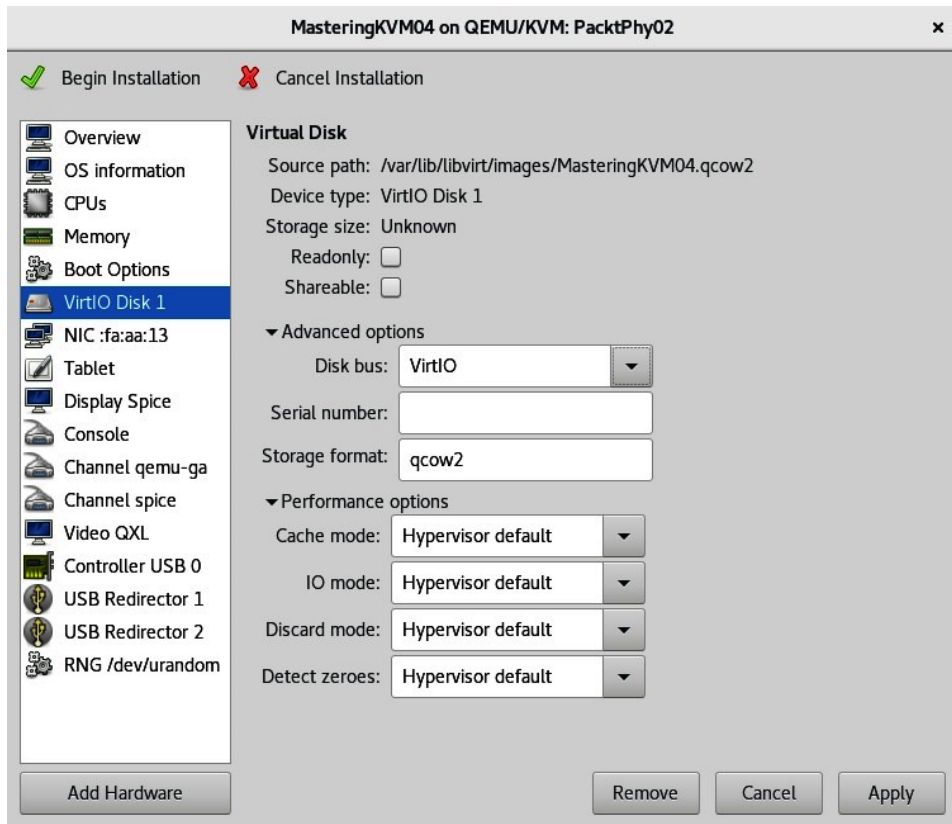 MasteringKVM04 on QEMU/KVM: PacktPhy02
Begin Installation
Cancel Installation
Overview
OS information
CPUs
Memory
Boot Options
VirtIO Disk 1
NIC :fa:aa:13
Tablet
Display Spice
Console
Channel qemu-ga
Channel spice
Video QXL
Controller USB 0
USB Redirector 1
USB Redirector 2
RNG /dev/urandom
Add Hardware
Virtual Disk
Source path: /var/lib/libvirt/images/MasteringKVM04.qcow2
Device type: VirtIO Disk 1
Storage size: Unknown
Readonly:
Shareable:
Advanced options
Disk bus: VirtIO
Serial number:
Storage format: qcow2
Performance options
Cache mode: Hypervisor default
IO mode: Hypervisor default
Discard mode: Hypervisor default
Detect zeroes: Hypervisor default
Remove
Cancel
Apply